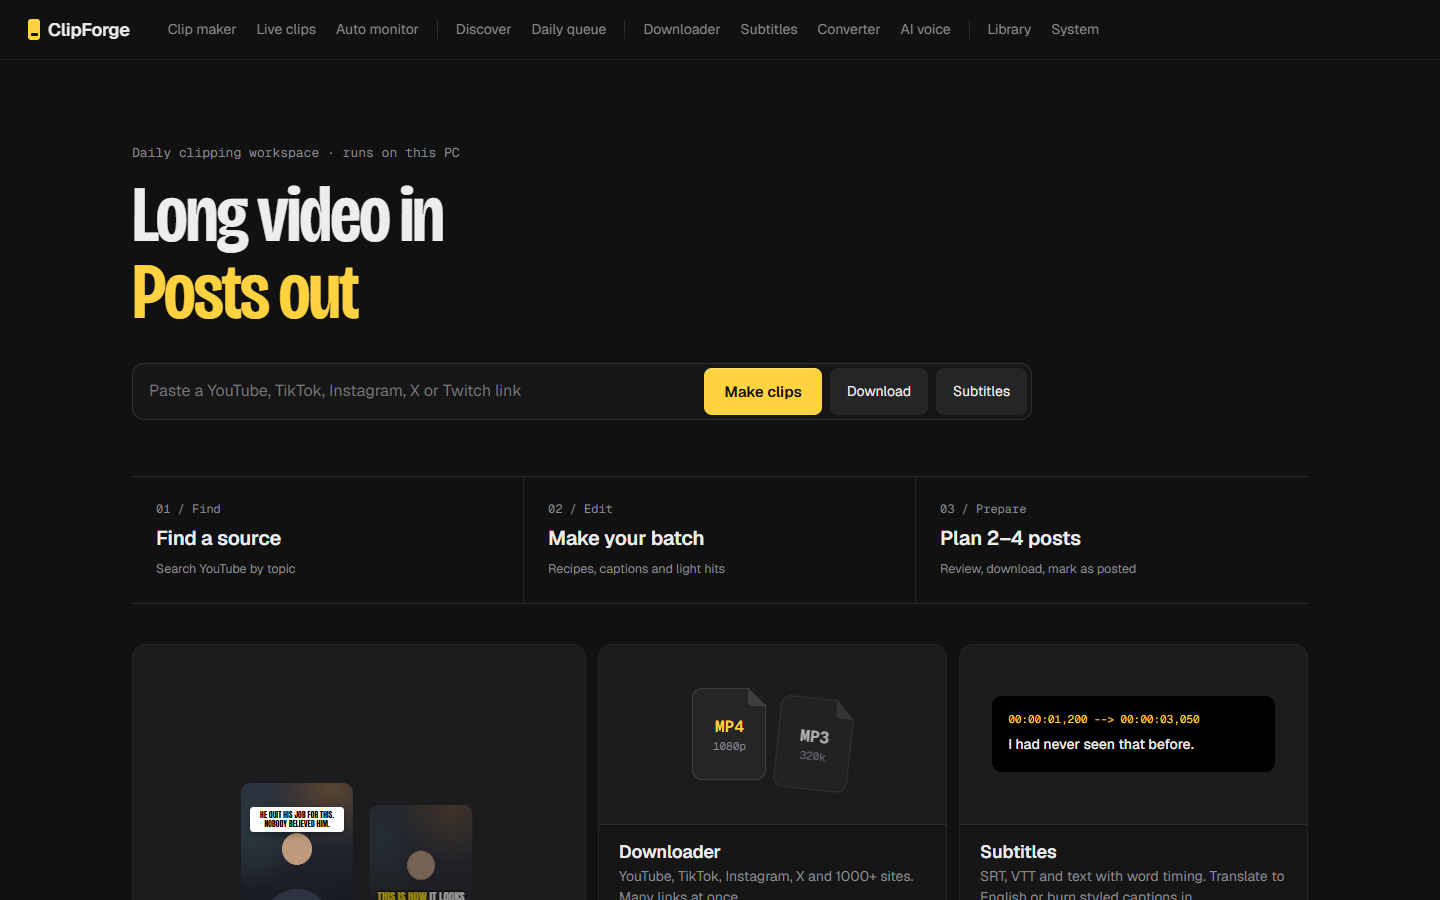 ClipForge
Clip maker
Live clips
Auto monitor
Discover
Daily queue
Downloader
Subtitles
Converter
AI voice
Library
System
Daily clipping workspace · runs on this PC
Long video in
Posts out
Paste a YouTube, TikTok, Instagram, X or Twitch link
Make clips
Download
Subtitles
01 / Find
Find a source
Search YouTube by topic
02 / Edit
Make your batch
Recipes, captions and light hits
03 / Prepare
Plan 2–4 posts
Review, download, mark as posted
HE QUIT HIS JOB FOR THIS.
NOBODY BELIEVED HIM.
THIS IS HOW IT LOOKS
MP4
1080p
MP3
320k
Downloader
YouTube, TikTok, Instagram, X and 1000+ sites.
Many links at once
00:00:01,200 --> 00:00:03,050
I had never seen that before.
Subtitles
SRT, VTT and text with word timing. Translate to
English or burn styled captions in